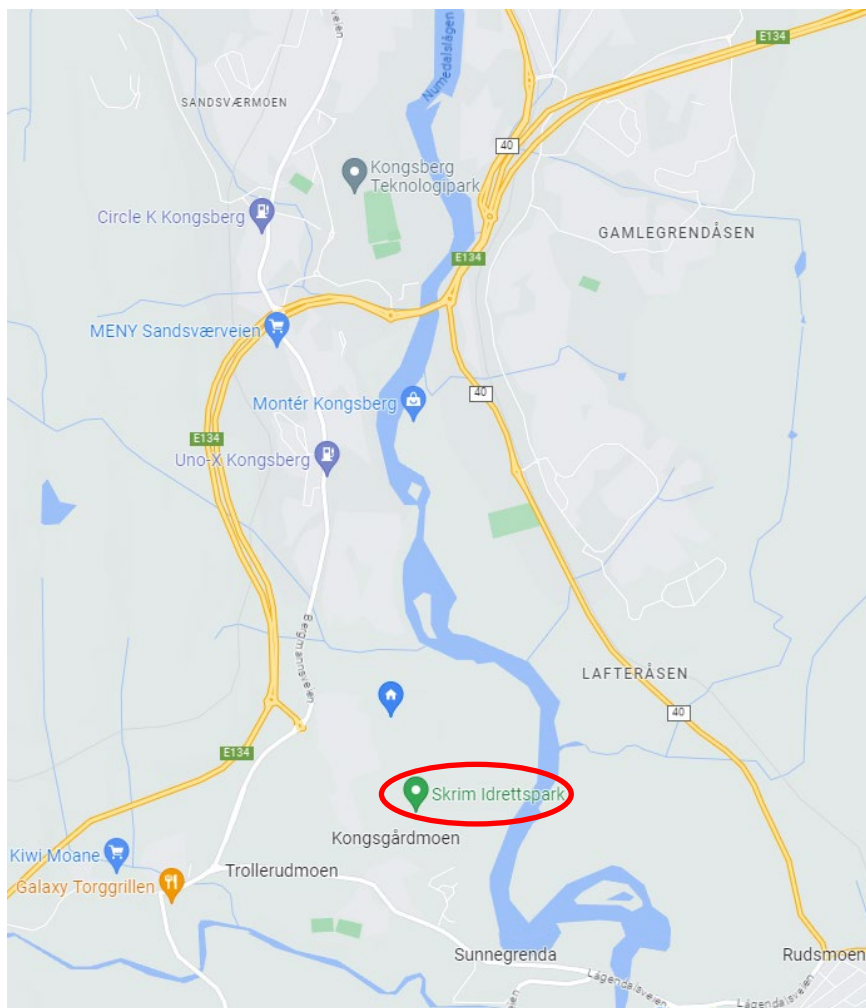 E134
Numedalslågen
SANDSVÆRMOEN
40
Kongsberg
Teknologipark
Circle K Kongsberg
GAMLEGRENDÅSEN
E134
MENY Sandsværveien
40
Montér Kongsberg
E134
Uno-X Kongsberg
Bergmannsveien
LAFTERÅSEN
40
E134
Skrim Idrettspark
Kongsgårdmoen
Kiwi Moane
Trollerudmoen
Galaxy Torggrillen
Sunnegrenda
Rudsmoen
Lågendalsveien
Lågendalsveien